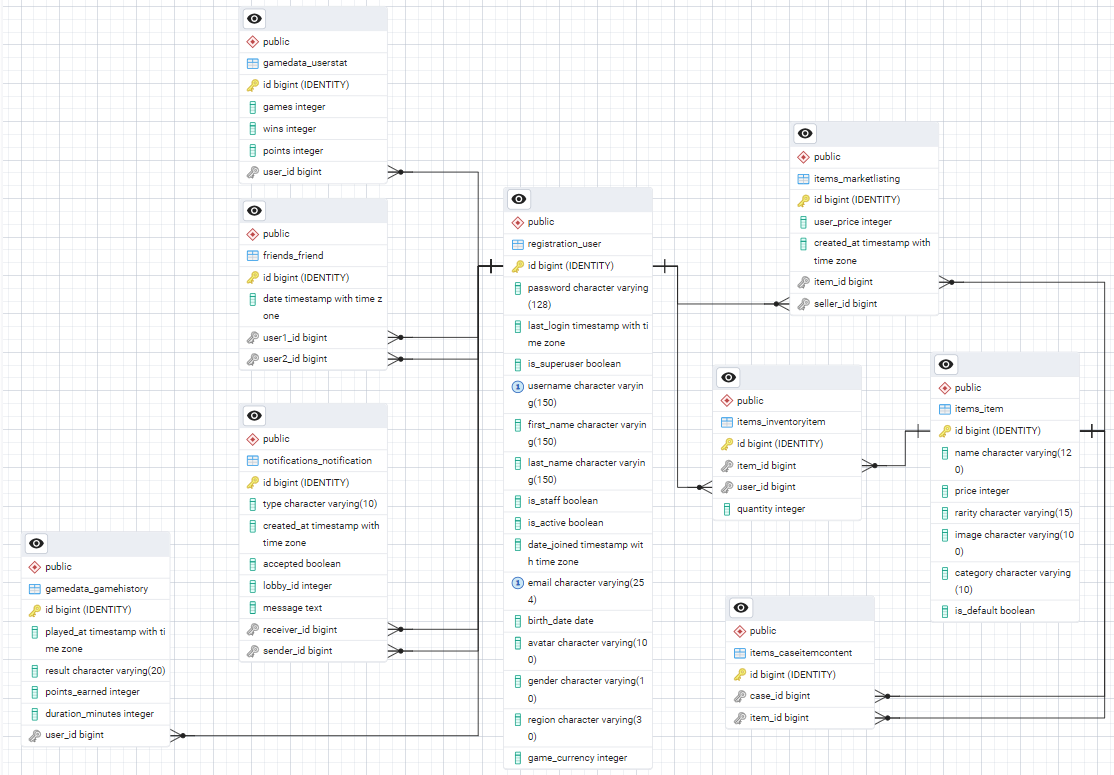 public
gamedata_userstat
id bigint (IDENTITY)
games integer
wins integer
points integer
user_id bigint
public
friends_friend
id bigint (IDENTITY)
date timestamp with time z
one
user1_id bigint
user2_id bigint
public
notifications_notification
id bigint (IDENTITY)
type character varying(10)
created_at timestamp with
time zone
accepted boolean
lobby_id integer
message text
receiver_id bigint
sender_id bigint
public
gamedata_gamehistory
id bigint (IDENTITY)
played_at timestamp with ti
me zone
result character varying(20)
points_earned integer
duration_minutes integer
user_id bigint
public
registration_user
id bigint (IDENTITY)
password character varying
(128)
last_login timestamp with ti
me zone
is_superuser boolean
1
username character varyin
g(150)
first_name character varyin
g(150)
last_name character varyin
g(150)
is_staff boolean
is_active boolean
date_joined timestamp wit
h time zone
1
email character varying(25
4)
birth_date date
avatar character varying(10
0)
gender character varying(1
0)
region character varying(3
0)
game_currency integer
public
items_marketlisting
id bigint (IDENTITY)
user_price integer
created_at timestamp with
time zone
item_id bigint
seller_id bigint
public
items_inventoryitem
id bigint (IDENTITY)
item_id bigint
user_id bigint
quantity integer
public
items_item
id bigint (IDENTITY)
name character varying(12
0)
price integer
rarity character varying(15)
image character varying(10
0)
category character varying
(10)
is_default boolean
public
items_caseitemcontent
id bigint (IDENTITY)
case_id bigint
item_id bigint